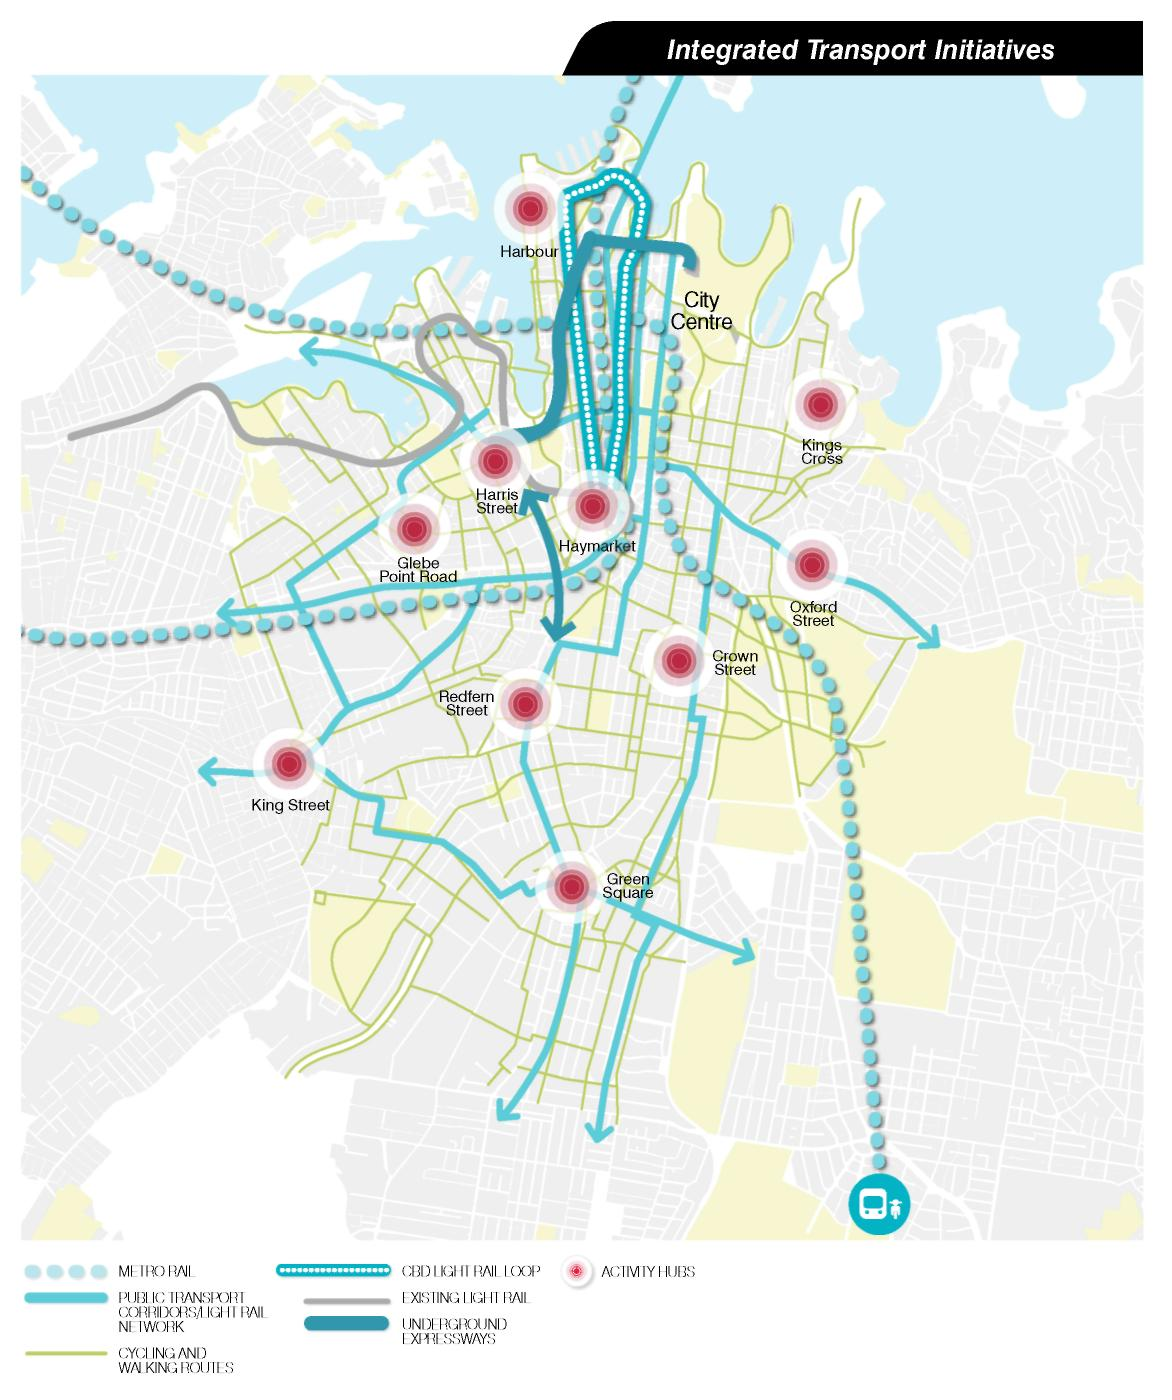 Integrated Transport Initiatives
Harbour
City
Centre
Kings
Cross
Harris
Street
Haymarket
Glebe
Point Road
Oxford
Street
Crown
Street
Redfern
Street
King Street
Green
Square
METRO RAIL
PUBLIC TRANSPORT
CORRIDORS/LIGHT RAIL
NETWORK
CYCLING AND
WALKING ROUTES
CBD LIGHT RAIL LOOP
EXISTING LIGHT RAIL
UNDERGROUND
EXPRESSWAYS
ACTIVITY HUBS